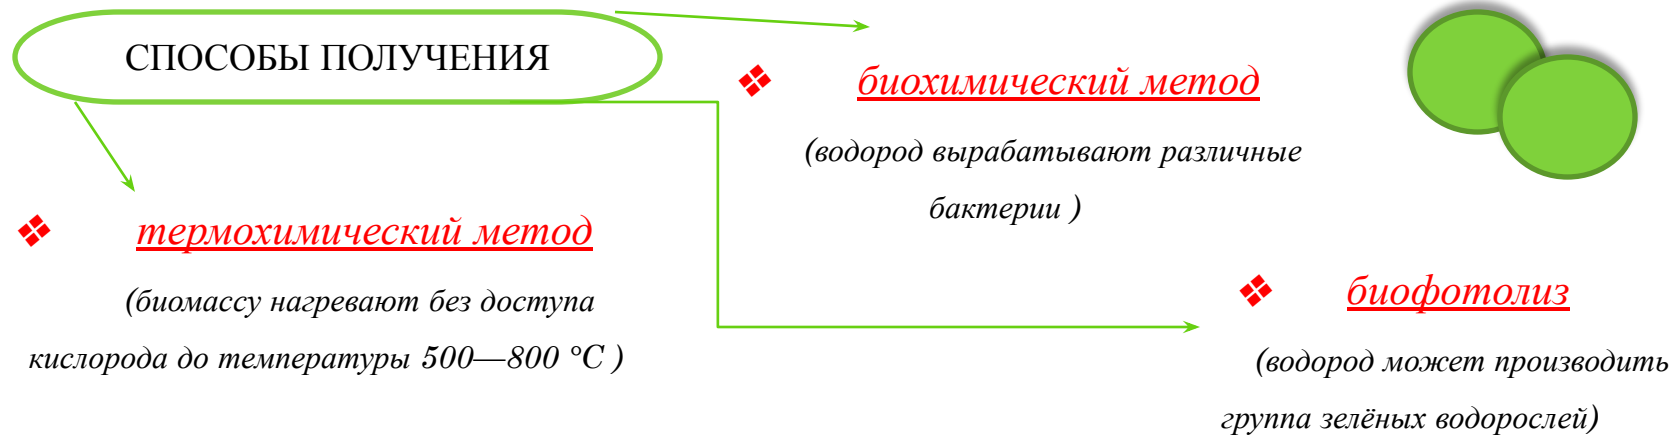 СПОСОБЫ ПОЛУЧЕНИЯ
биохимический метод
(водород вырабатывают различные
бактерии )
термохимический метод
(биомассу нагревают без доступа
кислорода до температуры 500—800 °С )
биофотолиз
(водород может производить
группа зелёных водорослей)